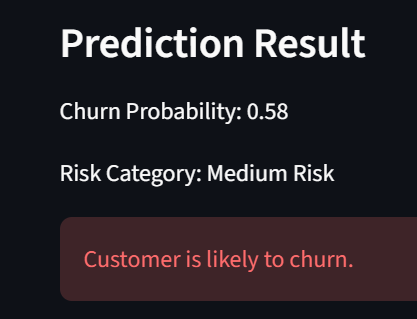 Prediction Result
Churn Probability: 0.58
Risk Category: Medium Risk
Customer is likely to churn.